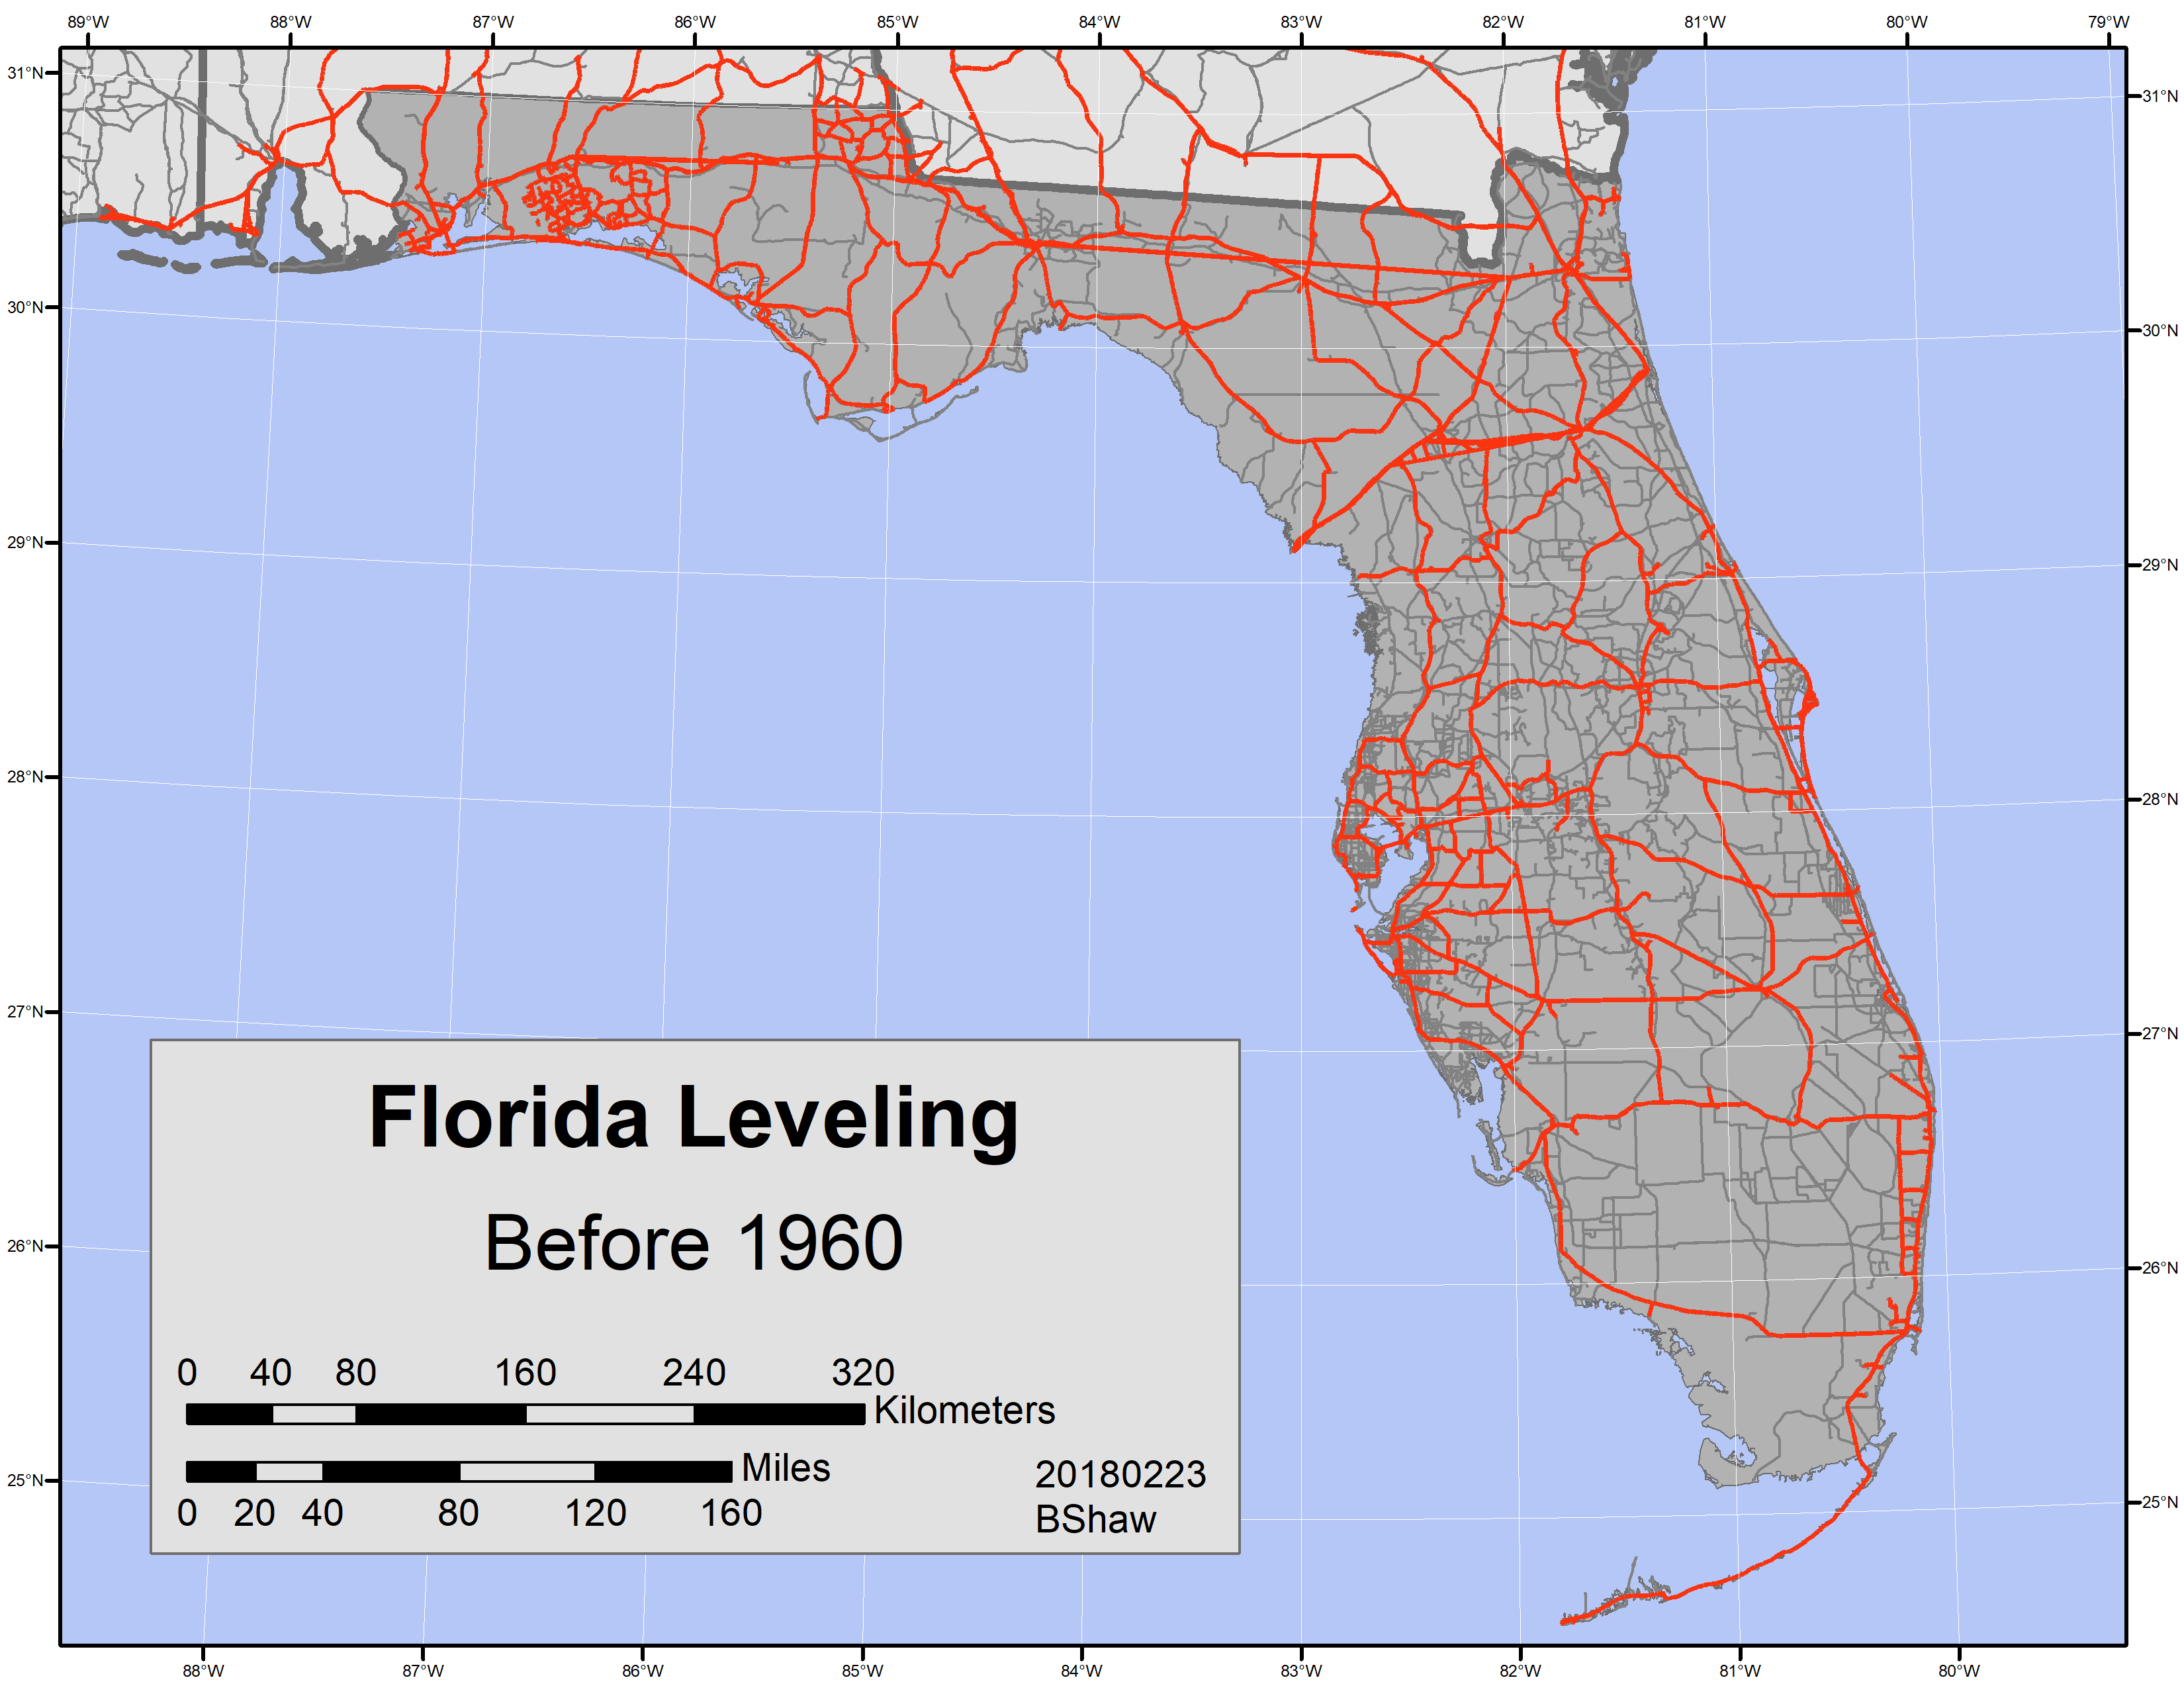 89°W 88°W 87°W 86°W 85°W 84°W 83°W 82°W 81°W 80°W 79°W
31°N 31°N
30°N 30°N
29°N 29°N
28°N 28°N
27°N 27°N
Florida Leveling
Before 1960
26°N 26°N
0 40 80 160 240 320
Kilometers
Miles
0 20 40 80 120 160
20180223
BShaw
25°N 25°N
88°W 87°W 86°W 85°W 84°W 83°W 82°W 81°W 80°W